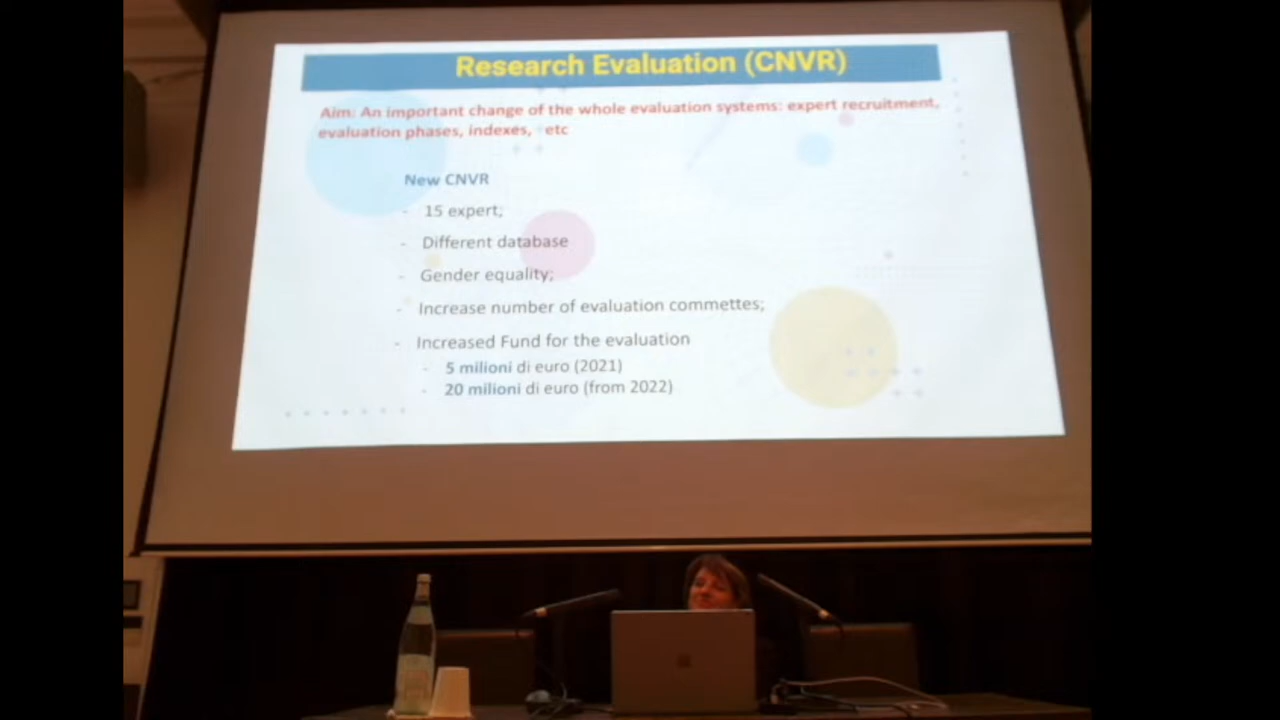 Research Evaluation (CNVR)
Aim: An important change of the whole evaluation systems: expert recruitment,
evaluation phases, indexes, etc
New CNVR
- 15 expert;
- Different database
- Gender equality;
- Increase number of evaluation commettes;
- Increased Fund for the evaluation
- 5 milioni di euro (2021)
- 20 milioni di euro (from 2022)